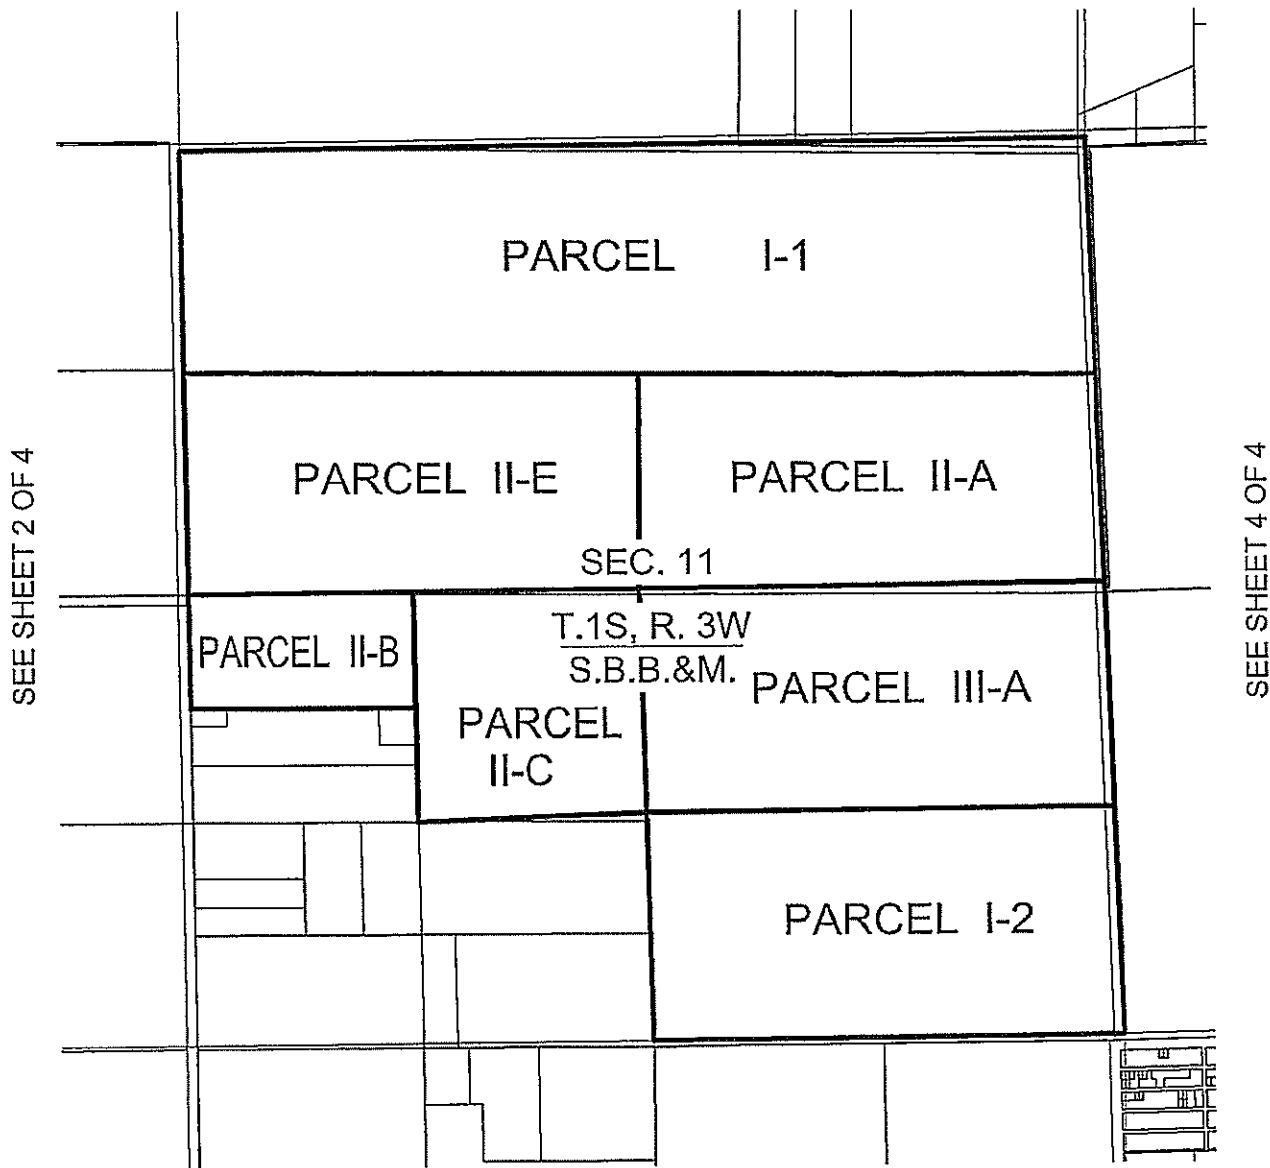 PARCEL I-1
PARCEL II-E
PARCEL II-A
SEC. 11
T.1S, R. 3W
S.B.B.&M.
PARCEL II-B
PARCEL
II-C
PARCEL III-A
PARCEL I-2
SEE SHEET 2 OF 4
SEE SHEET 4 OF 4